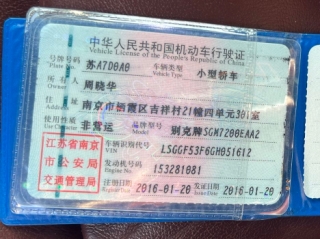 中华人民共和国机动车行驶证
Vehicle License of the People's Republic of China
号牌号码 苏A7D0A0 车辆类型 小型轿车
Plate No. Vehicle Type
所有人 周晓华
Owner
住址 南京市栖霞区吉祥村21幢四单元301室
Address
使用性质 非营运 品牌型号 别克牌SGM7200EAA2
Use Character Model
江苏省南京市公安局交通管理局
车辆识别代号 LSGGF53F6GH051612
VIN
发动机号码 153281081
Engine No.
注册日期 2016-01-20 发证日期 2016-01-20
Register Date Issue Date